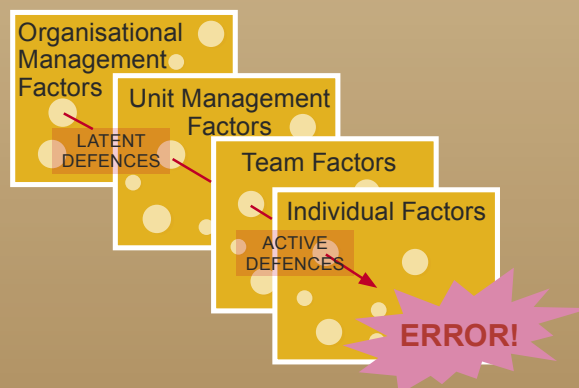 Organisational
Management
Factors
Unit Management
Factors
LATENT
DEFENCES
Team Factors
Individual Factors
ACTIVE
DEFENCES
ERROR!